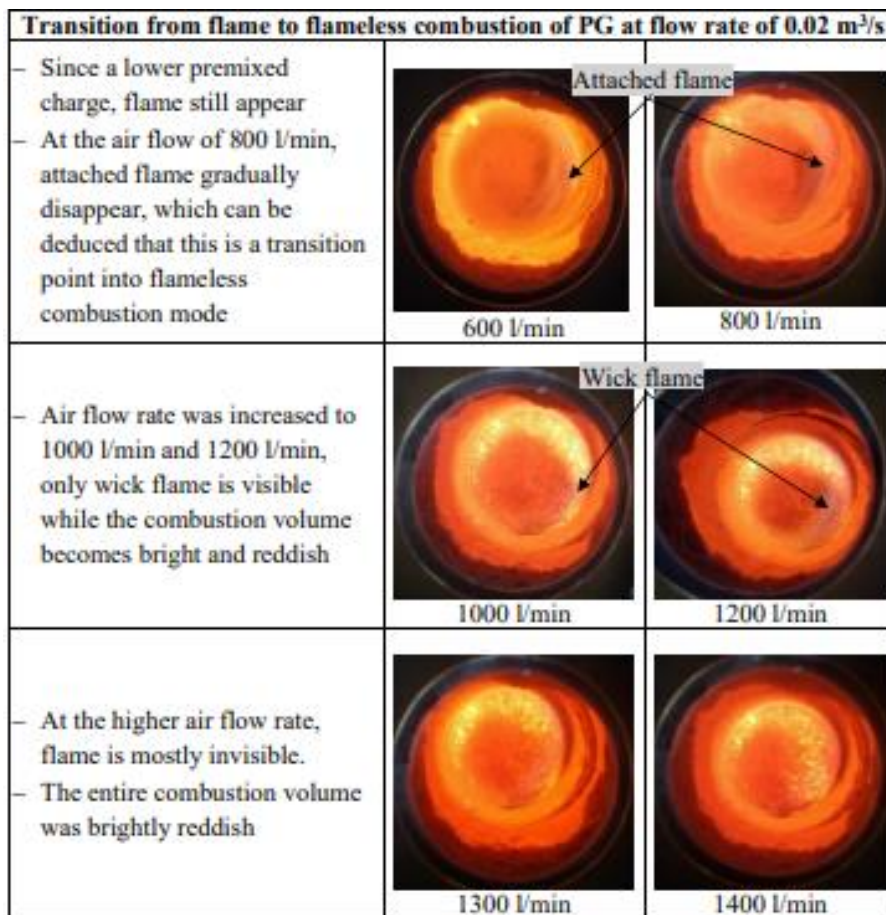 Transition from flame to flameless combustion of PG at flow rate of 0.02 m³/s
– Since a lower premixed
charge, flame still appear
– At the air flow of 800 l/min,
attached flame gradually
disappear, which can be
deduced that this is a transition
point into flameless
combustion mode
Attached flame
600 l/min
800 l/min
– Air flow rate was increased to
1000 l/min and 1200 l/min,
only wick flame is visible
while the combustion volume
becomes bright and reddish
Wick flame
1000 l/min
1200 l/min
– At the higher air flow rate,
flame is mostly invisible.
– The entire combustion volume
was brightly reddish
1300 l/min
1400 l/min